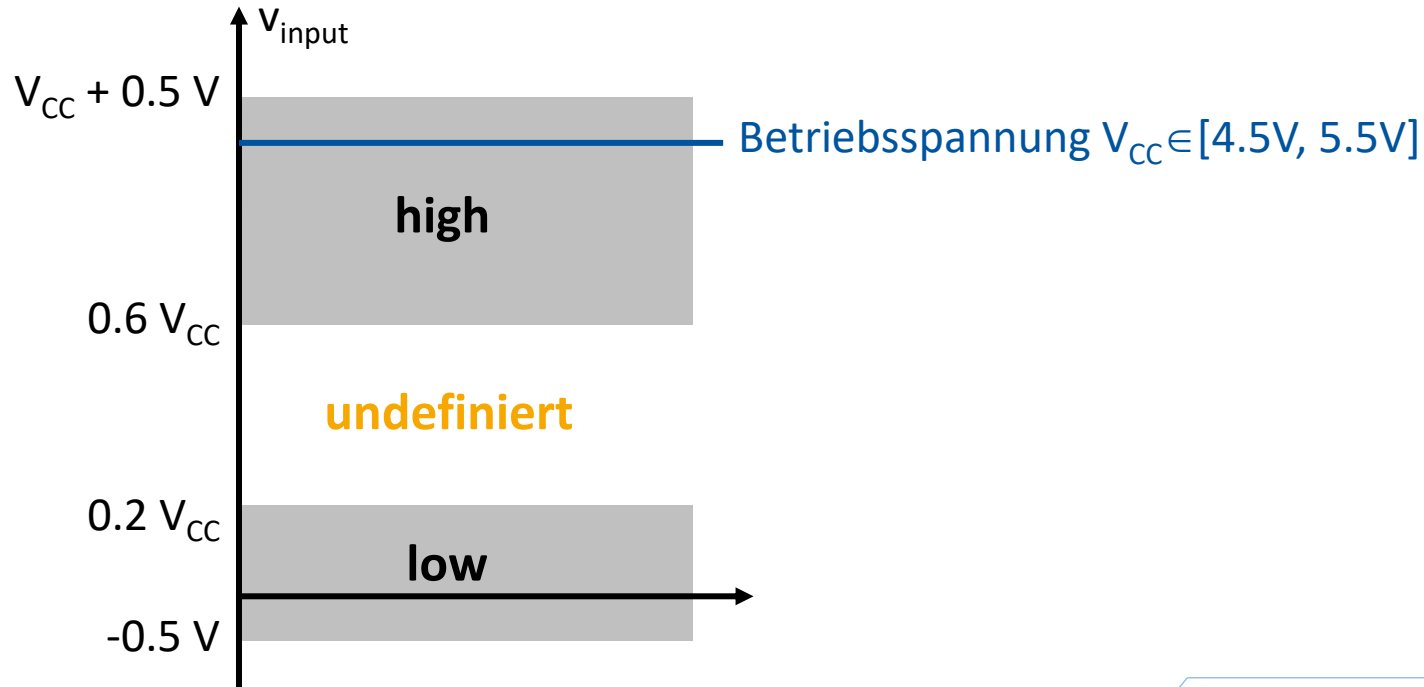 v_input
V_CC + 0.5 V
Betriebsspannung V_CC ∈ [4.5V, 5.5V]
high
0.6 V_CC
undefiniert
0.2 V_CC
low
-0.5 V